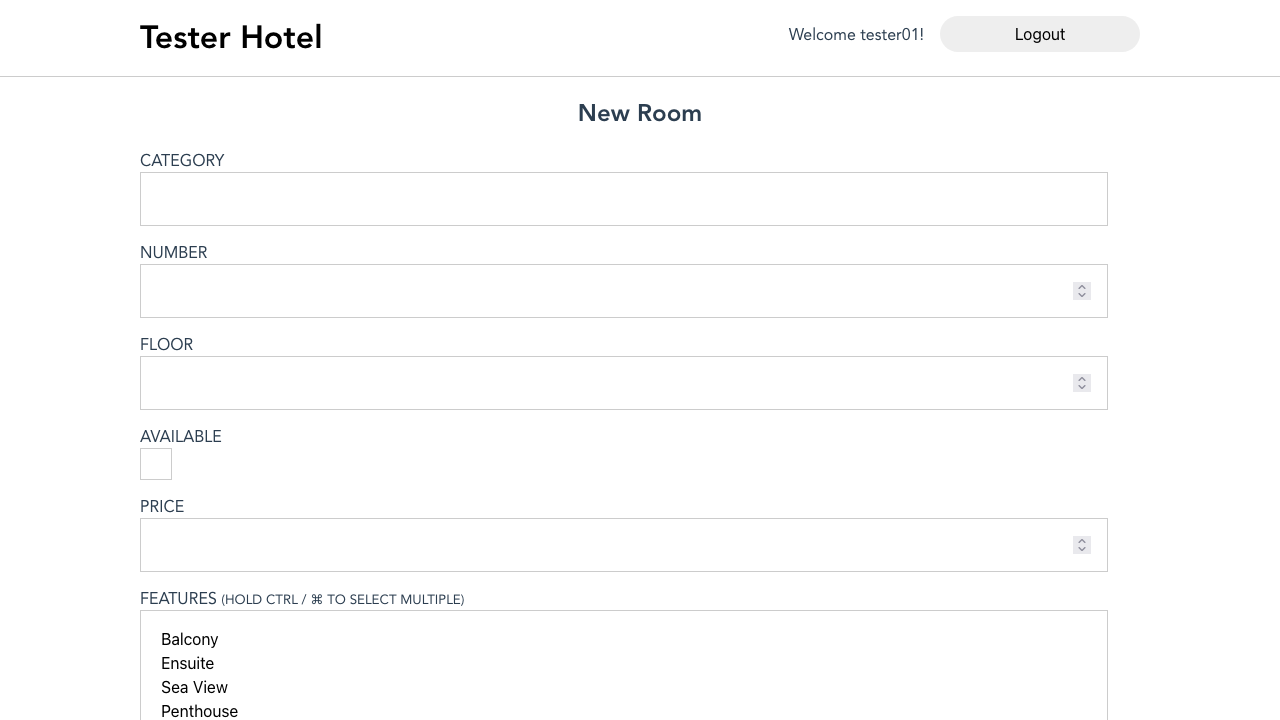 Tester Hotel
Welcome tester01!
Logout
New Room
CATEGORY
NUMBER
FLOOR
AVAILABLE
PRICE
FEATURES (HOLD CTRL / ⌘ TO SELECT MULTIPLE)
Balcony
Ensuite
Sea View
Penthouse